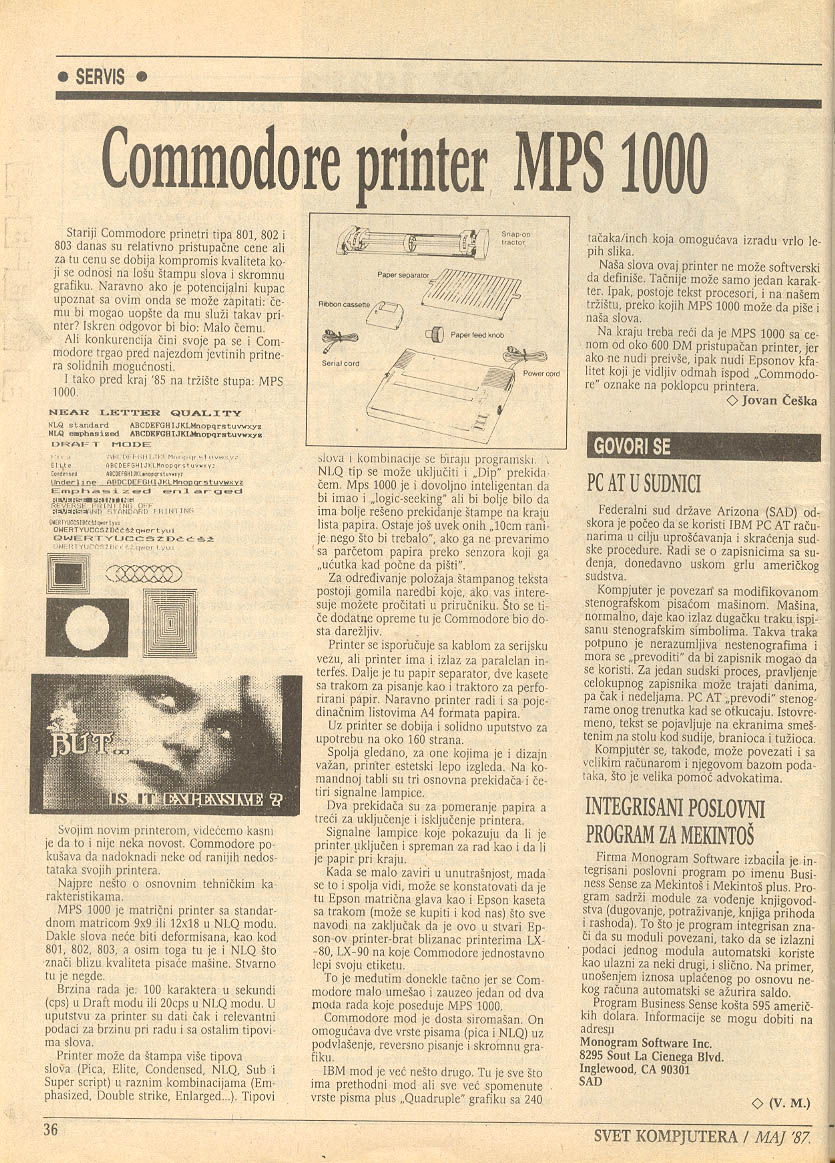 • SERVIS •
Commodore printer MPS 1000
Stariji Commodore prinetri tipa 801, 802 i
803 danas su relativno pristupačne cene ali
za tu cenu se dobija kompromis kvaliteta ko-
ji se odnosi na lošu štampu slova i skromnu
grafiku. Naravno ako je potencijalni kupac
upoznat sa ovim onda se može zapitati: če-
mu bi mogao uopšte da mu služi takav prin-
ter? Iskren odgovor bi bio: Malo čemu.
Ali konkurencija čini svoje pa se i Com-
modore trgao pred najezdom jevtinih pritne-
ra solidnih mogućnosti.
I tako pred kraj '85 na tržište stupa: MPS
1000.
NEAR LETTER QUALITY
NLQ standard ABCDEFGHIJKLMnopqrstuvwxyz
NLQ emphasized ABCDEFGHIJKLMnopqrstuvwxyz
DRAFT MODE
Pica ABCDEFGHIJKLMnopqrstuvwxyz
Elite ABCDEFGHIJKLMnopqrstuvwxyz
Condensed ABCDEFGHIJKLMnopqrstuvwxyz
Underline ABCDEFGHIJKLMnopqrstuvwxyz
Emphasized enlarged
REVERSE PRINTING
REVERSE PRINTING OFF
REVERSE AND STANDARD PRINTING
BUT...
IS IT EXPENSIVE ?
Svojim novim printerom, videćemo kasni
je da to i nije neka novost. Commodore po-
kušava da nadoknadi neke od ranijih nedos-
tataka svojih printera.
Najpre nešto o osnovnim tehničkim ka-
rakteristikama.
MPS 1000 je matrični printer sa standar-
dnom matricom 9x9 ili 12x18 u NLQ modu.
Dakle slova neće biti deformisana, kao kod
801, 802, 803, a osim toga tu je i NLQ što
znači blizu kvaliteta pisaće mašine. Stvarno
tu je negde.
Brzina rada je: 100 karaktera u sekundi
(cps) u Draft modu ili 20cps u NLQ modu. U
uputstvu za printer su dati čak i relevantni
podaci za brzinu pri radu i sa ostalim tipovi-
ma slova.
Printer može da štampa više tipova
slova (Pica, Elite, Condensed, NLQ, Sub i
Super script) u raznim kombinacijama (Em-
phasized, Double strike, Enlarged...). Tipovi
Snap-on
tractor
Paper separator
Ribbon cassette
Paper feed knob
Serial cord
Power cord
slova i kombinacije se biraju programski.
NLQ tip se može uključiti i „Dip" prekida-
čem. Mps 1000 je i dovoljno inteligentan da
bi imao i „logic-seeking" ali bi bolje bilo da
ima bolje rešeno prekidanje štampe na kraju
lista papira. Ostaje još uvek onih „10cm rani-
je nego što bi trebalo", ako ga ne prevarimo
sa parčetom papira preko senzora koji ga
„ućutka kad počne da pišti".
Za određivanje položaja štampanog teksta
postoji gomila naredbi koje, ako vas intere-
suje možete pročitati u priručniku. Što se ti-
če dodatne opreme tu je Commodore bio do-
sta darežljiv.
Printer se isporučuje sa kablom za serijsku
vezu, ali printer ima i izlaz za paralelan in-
terfes. Dalje je tu papir separator, dve kasete
sa trakom za pisanje kao i traktoro za perfo-
rirani papir. Naravno printer radi i sa poje-
dinačnim listovima A4 formata papira.
Uz printer se dobija i solidno uputstvo za
upotrebu na oko 160 strana.
Spolja gledano, za one kojima je i dizajn
važan, printer estetski lepo izgleda. Na ko-
mandnoj tabli su tri osnovna prekidača i če-
tiri signalne lampice.
Dva prekidača su za pomeranje papira a
treći za uključenje i isključenje printera.
Signalne lampice koje pokazuju da li je
printer uključen i spreman za rad kao i da li
je papir pri kraju.
Kada se malo zaviri u unutrašnjost, mada
se to i spolja vidi, može se konstatovati da je
tu Epson matrična glava kao i Epson kaseta
sa trakom (može se kupiti i kod nas) što sve
navodi na zaključak da je ovo u stvari Ep-
son-ov printer-brat blizanac printerima LX-
-80, LX-90 na koje Commodore jednostavno
lepi svoju etiketu.
To je međutim donekle tačno jer se Com-
modore malo umešao i zauzeo jedan od dva
moda rada koje poseduje MPS 1000.
Commodore mod je dosta siromašan. On
omogućava dve vrste pisama (pica i NLQ) uz
podvlašenje, reversno pisanje i skromnu gra-
fiku.
IBM mod je već nešto drugo. Tu je sve što
ima prethodni mod ali sve već spomenute
vrste pisma plus „Quadruple" grafiku sa 240
tačaka/inch koja omogućava izradu vrlo le-
pih slika.
Naša slova ovaj printer ne može softverski
da definiše. Tačnije može samo jedan karak-
ter. Ipak, postoje tekst procesori, i na našem
tržištu, preko kojih MPS 1000 može da piše i
naša slova.
Na kraju treba reći da je MPS 1000 sa ce-
nom od oko 600 DM pristupačan printer, jer
ako ne nudi preivše, ipak nudi Epsonov kfa-
litet koji je vidljiv odmah ispod „Commodo-
re" oznake na poklopcu printera.
◇ Jovan Češka
GOVORI SE
PC AT U SUDNICI
Federalni sud države Arizona (SAD) od-
skora je počeo da se koristi IBM PC AT raču-
narima u cilju uprošćavanja i skraćenja sud-
ske procedure. Radi se o zapisnicima sa su-
đenja, donedavno uskom grlu američkog
sudstva.
Kompjuter je povezan sa modifikovanom
stenografskom pisaćom mašinom. Mašina,
normalno, daje kao izlaz dugačku traku ispi-
sanu stenografskim simbolima. Takva traka
potpuno je nerazumljiva nestenografima i
mora se „prevoditi" da bi zapisnik mogao da
se koristi. Za jedan sudski proces, pravljenje
celokupnog zapisnika može trajati danima,
pa čak i nedeljama. PC AT „prevodi" stenog-
rame onog trenutka kad se otkucaju. Istovre-
meno, tekst se pojavljuje na ekranima smeš-
tenim na stolu kod sudije, branioca i tužioca.
Kompjuter se, takođe, može povezati i sa
velikim računarom i njegovom bazom poda-
taka, što je velika pomoć advokatima.
INTEGRISANI POSLOVNI
PROGRAM ZA MEKINTOŠ
Firma Monogram Software izbacila je in-
tegrisani poslovni program po imenu Busi-
ness Sense za Mekintoš i Mekintoš plus. Pro-
gram sadrži module za vođenje knjigovod-
stva (dugovanje, potraživanje, knjiga prihoda
i rashoda). To što je program integrisan zna-
či da su moduli povezani, tako da se izlazni
podaci jednog modula automatski koriste
kao ulazni za neki drugi, i slično. Na primer,
unošenjem iznosa uplaćenog po osnovu ne-
kog računa automatski se ažurira saldo.
Program Business Sense košta 595 američ-
kih dolara. Informacije se mogu dobiti na
adresu
Monogram Software Inc.
8295 Sout La Cienega Blvd.
Inglewood, CA 90301
SAD
◇ (V. M.)
36
SVET KOMPJUTERA / MAJ '87.